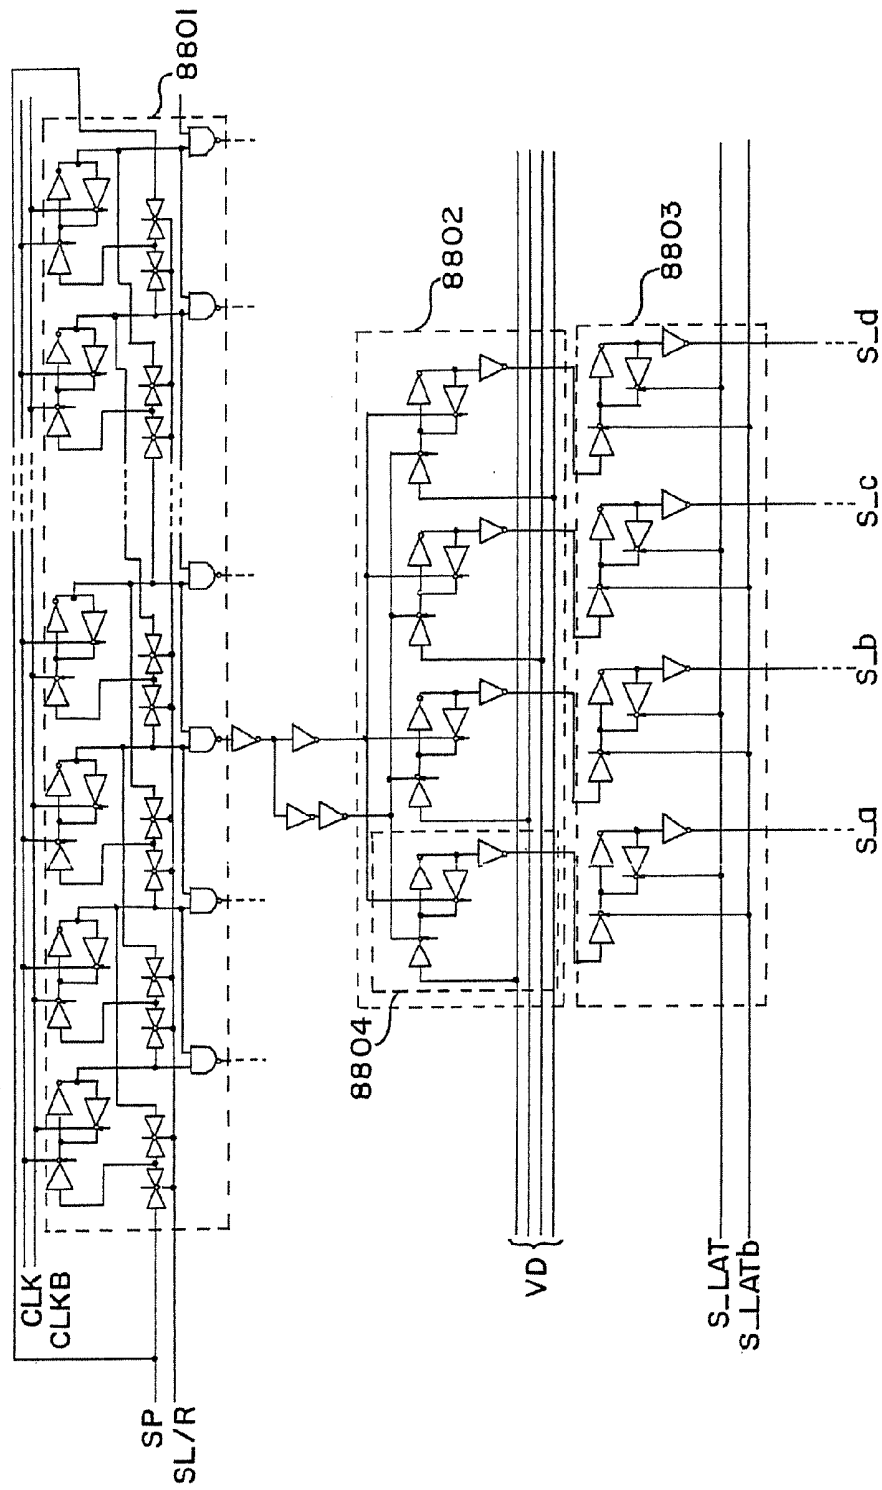 CLK
CLKB
SP
SL/R
8801
8802
8803
8804
VD
S_LAT
S_LATb
S_a
S_b
S_c
S_d